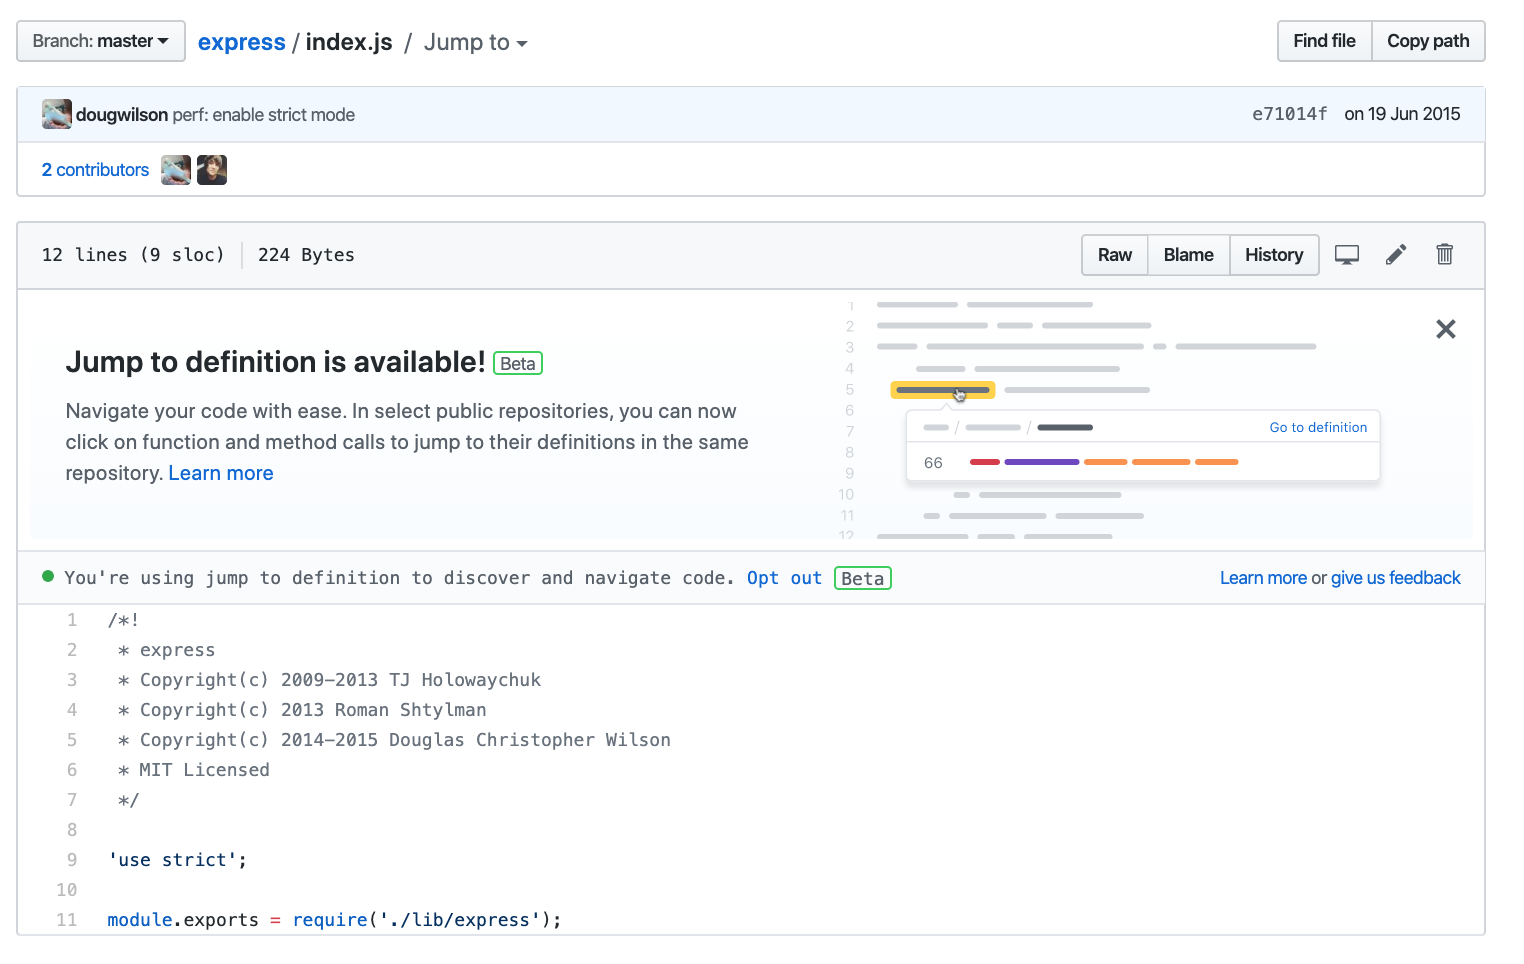 Branch: master express / index.js / Jump to Find file Copy path
dougwilson perf: enable strict mode e71014f on 19 Jun 2015
2 contributors
12 lines (9 sloc) 224 Bytes Raw Blame History
Jump to definition is available! Beta
Navigate your code with ease. In select public repositories, you can now
click on function and method calls to jump to their definitions in the same
repository. Learn more
1
2
3
4
5
6
7 / / Go to definition
8
9 66
10
11
12
You're using jump to definition to discover and navigate code. Opt out Beta Learn more or give us feedback
1 /*!
2 * express
3 * Copyright(c) 2009-2013 TJ Holowaychuk
4 * Copyright(c) 2013 Roman Shtylman
5 * Copyright(c) 2014-2015 Douglas Christopher Wilson
6 * MIT Licensed
7 */
8
9 'use strict';
10
11 module.exports = require('./lib/express');